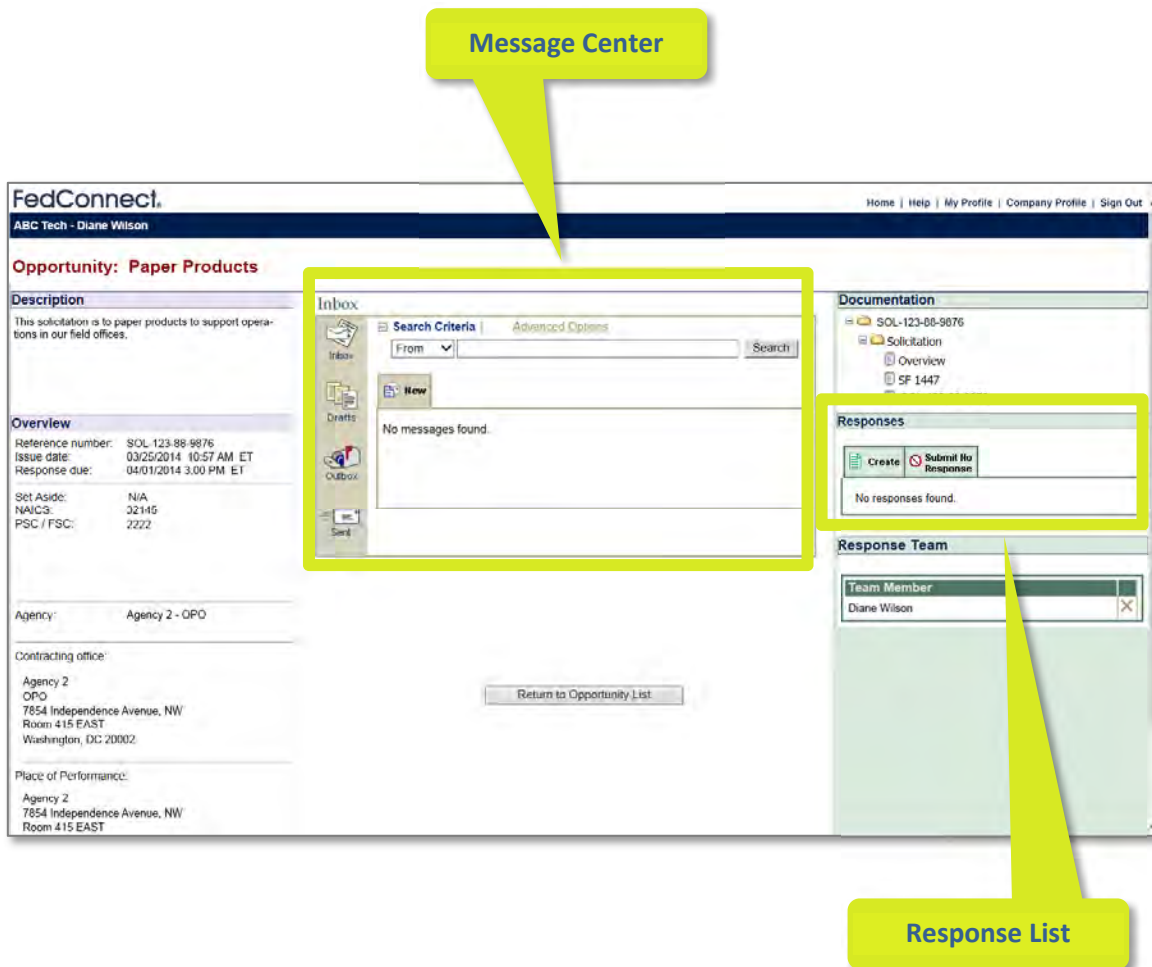 Message Center
FedConnect.
Home | Help | My Profile | Company Profile | Sign Out
ABC Tech - Diane Wilson
Opportunity: Paper Products
Description
This solicitation is to paper products to support opera-
tions in our field offices.
Overview
Reference number: SOL-123-88-9876
Issue date: 03/25/2014 10:57 AM ET
Response due: 04/01/2014 3:00 PM ET
Set Aside: N/A
NAICS: 32145
PSC / FSC: 2222
Agency: Agency 2 - OPO
Contracting office:
Agency 2
OPO
7854 Independence Avenue, NW
Room 415 EAST
Washington, DC 20002
Place of Performance:
Agency 2
7854 Independence Avenue, NW
Room 415 EAST
Inbox
Inbox
Drafts
Outbox
Sent
Search Criteria | Advanced Options
From Search
New
No messages found.
Return to Opportunity List
Documentation
SOL-123-88-9876
Solicitation
Overview
SF 1447
Responses
Create Submit No
Response
No responses found.
Response Team
Team Member
Diane Wilson
Response List